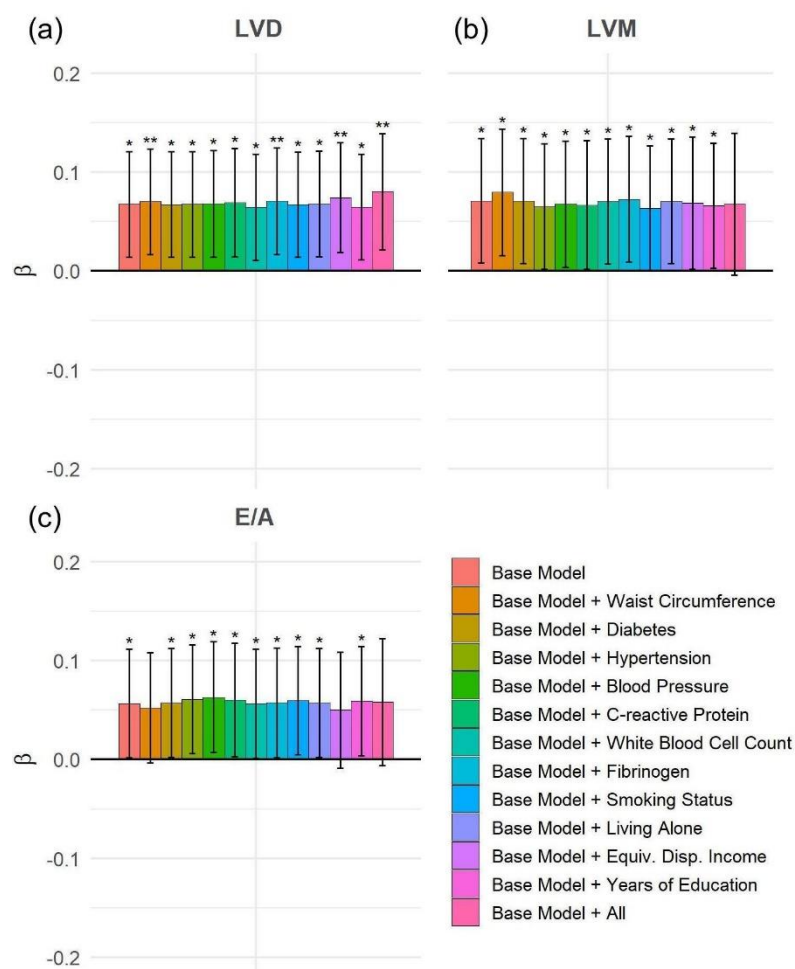 (a) LVD
(b) LVM
0.2
0.1
0.0
-0.1
-0.2
β
* ** * * * * * ** * * ** * **
* * * * * * * * * * * *
(c) E/A
0.2
0.1
0.0
-0.1
-0.2
β
* * * * * * * * * *
Base Model
Base Model + Waist Circumference
Base Model + Diabetes
Base Model + Hypertension
Base Model + Blood Pressure
Base Model + C-reactive Protein
Base Model + White Blood Cell Count
Base Model + Fibrinogen
Base Model + Smoking Status
Base Model + Living Alone
Base Model + Equiv. Disp. Income
Base Model + Years of Education
Base Model + All